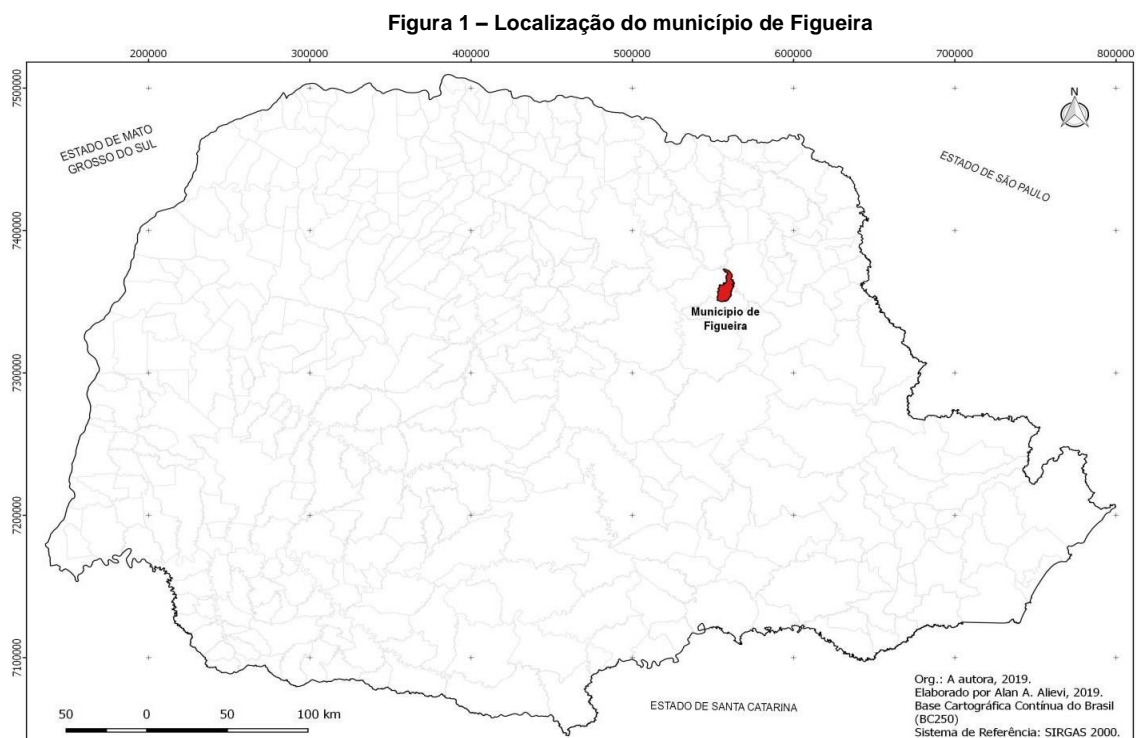 Figura 1 – Localização do município de Figueira
200000 300000 400000 500000 600000 700000 800000
7500000
7400000
7300000
7200000
7100000
ESTADO DE MATO
GROSSO DO SUL
N
ESTADO DE SÃO PAULO
Município de
Figueira
ESTADO DE SANTA CATARINA
50 0 50 100 km
Org.: A autora, 2019.
Elaborado por Alan A. Alievi, 2019.
Base Cartográfica Contínua do Brasil
(BC250)
Sistema de Referência: SIRGAS 2000.